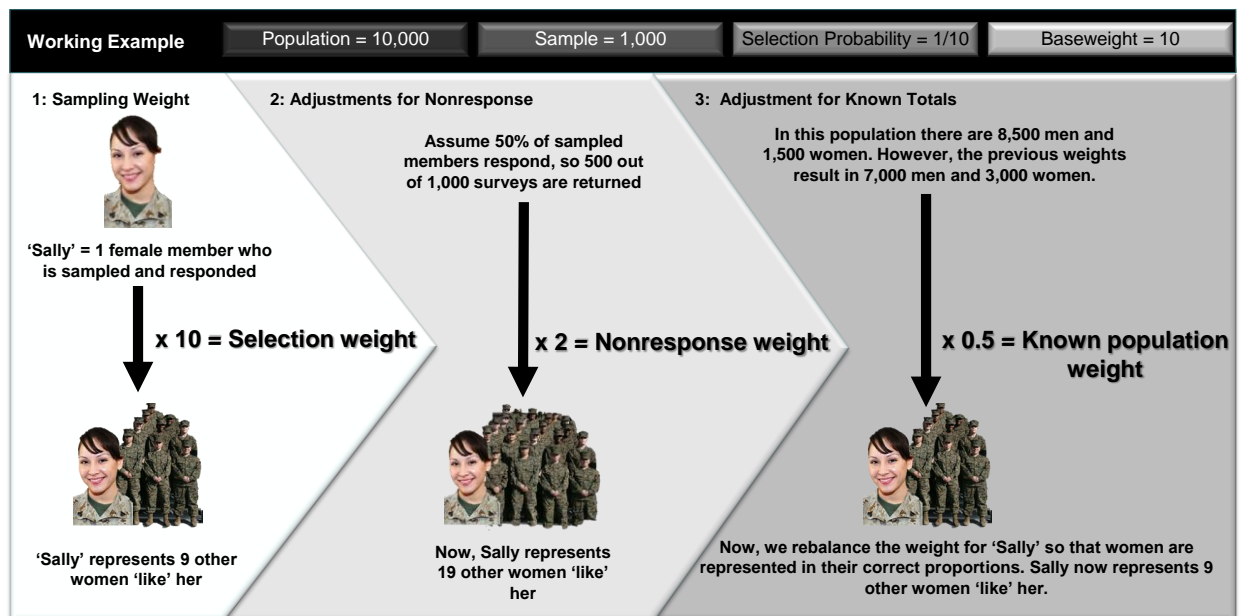 Working Example
Population = 10,000
Sample = 1,000
Selection Probability = 1/10
Baseweight = 10
1: Sampling Weight
‘Sally’ = 1 female member who
is sampled and responded
x 10 = Selection weight
‘Sally’ represents 9 other
women ‘like’ her
2: Adjustments for Nonresponse
Assume 50% of sampled
members respond, so 500 out
of 1,000 surveys are returned
x 2 = Nonresponse weight
Now, Sally represents
19 other women ‘like’
her
3: Adjustment for Known Totals
In this population there are 8,500 men and
1,500 women. However, the previous weights
result in 7,000 men and 3,000 women.
x 0.5 = Known population
weight
Now, we rebalance the weight for ‘Sally’ so that women are
represented in their correct proportions. Sally now represents 9
other women ‘like’ her.